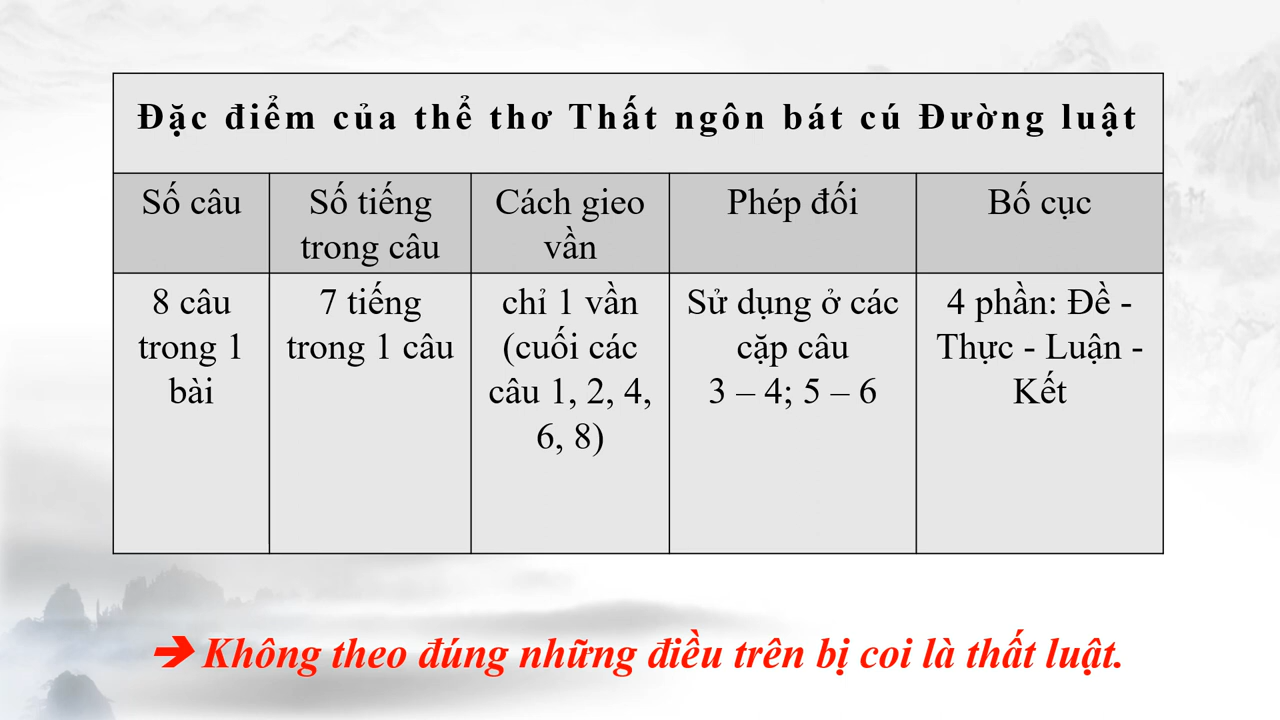 Đặc điểm của thể thơ Thất ngôn bát cú Đường luật
Số câu
Số tiếng
trong câu
Cách gieo
vần
Phép đối
Bố cục
8 câu
trong 1
bài
7 tiếng
trong 1 câu
chỉ 1 vần
(cuối các
câu 1, 2, 4,
6, 8)
Sử dụng ở các
cặp câu
3 – 4; 5 – 6
4 phần: Đề -
Thực - Luận -
Kết
➔ Không theo đúng những điều trên bị coi là thất luật.